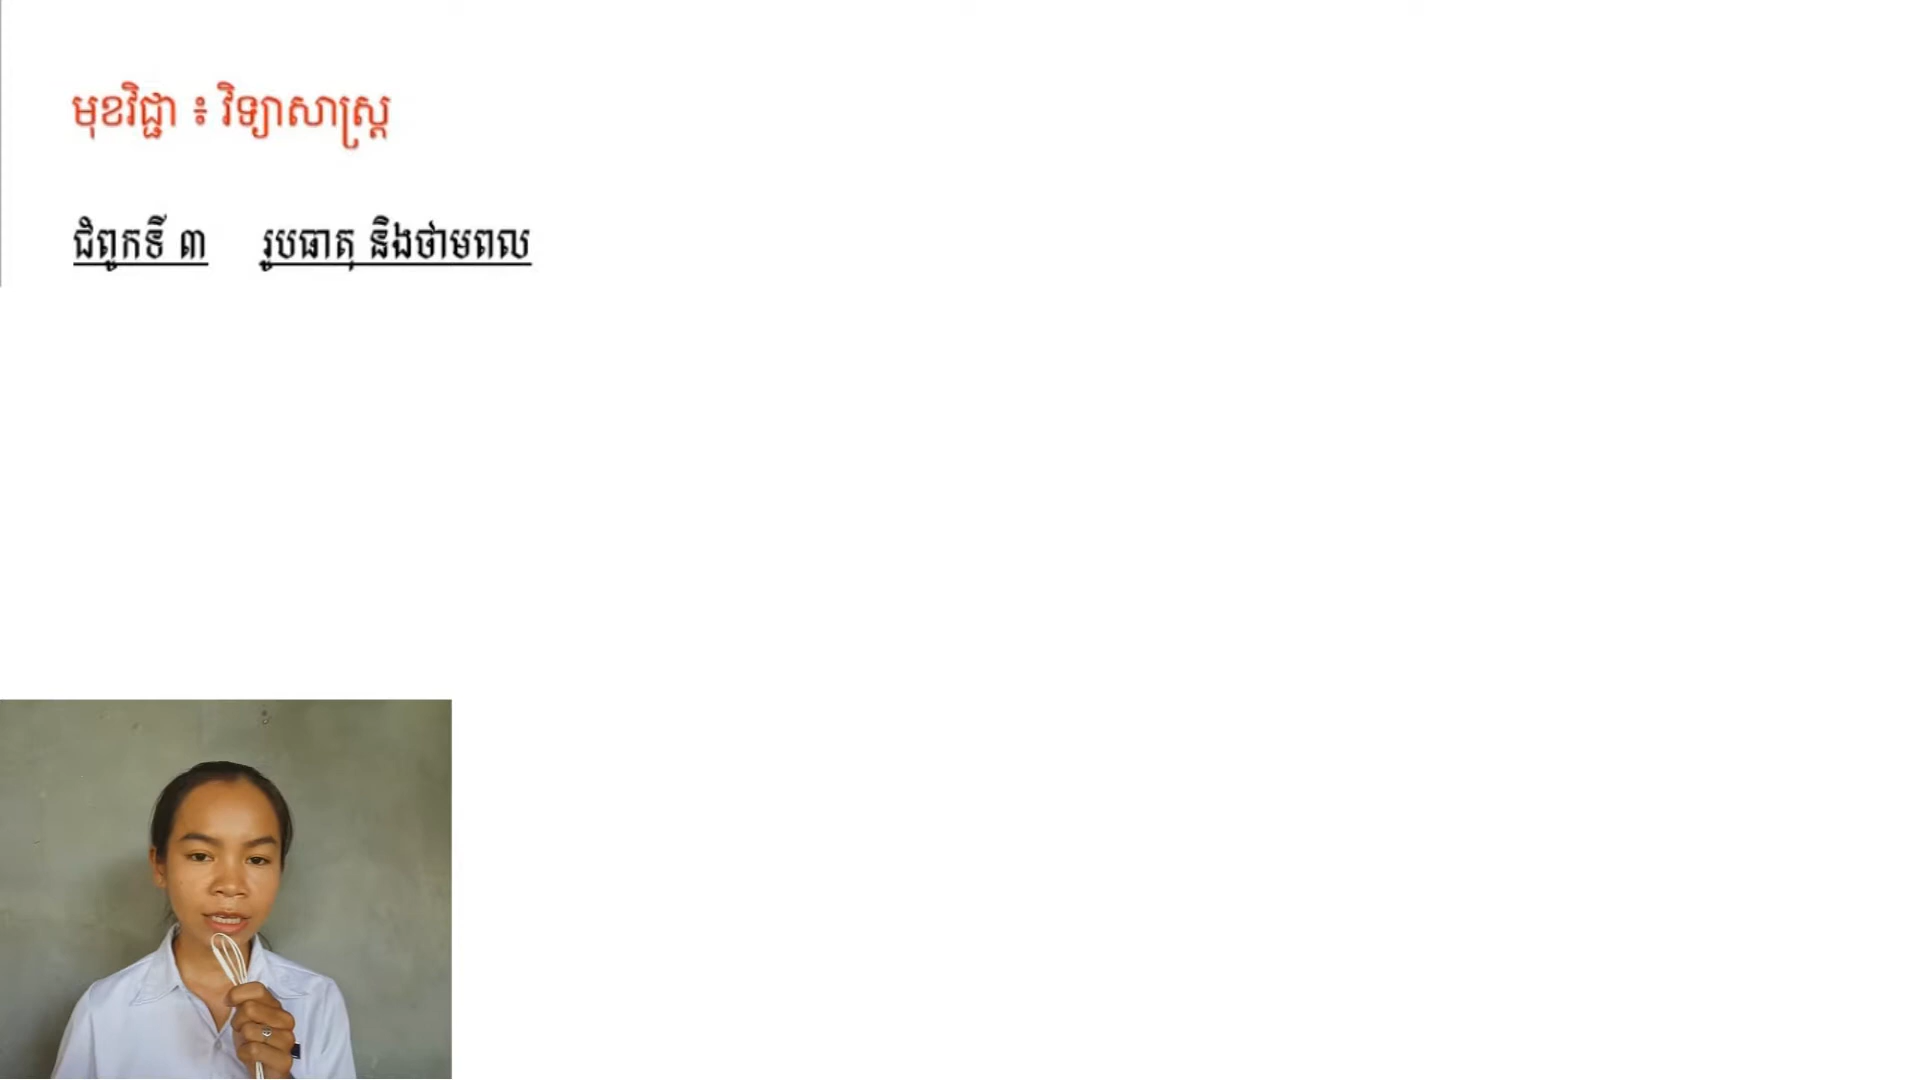 មុខវិជ្ជា ៖ វិទ្យាសាស្ត្រ
ជំពូកទី ៣ រូបធាតុ និងថាមពល